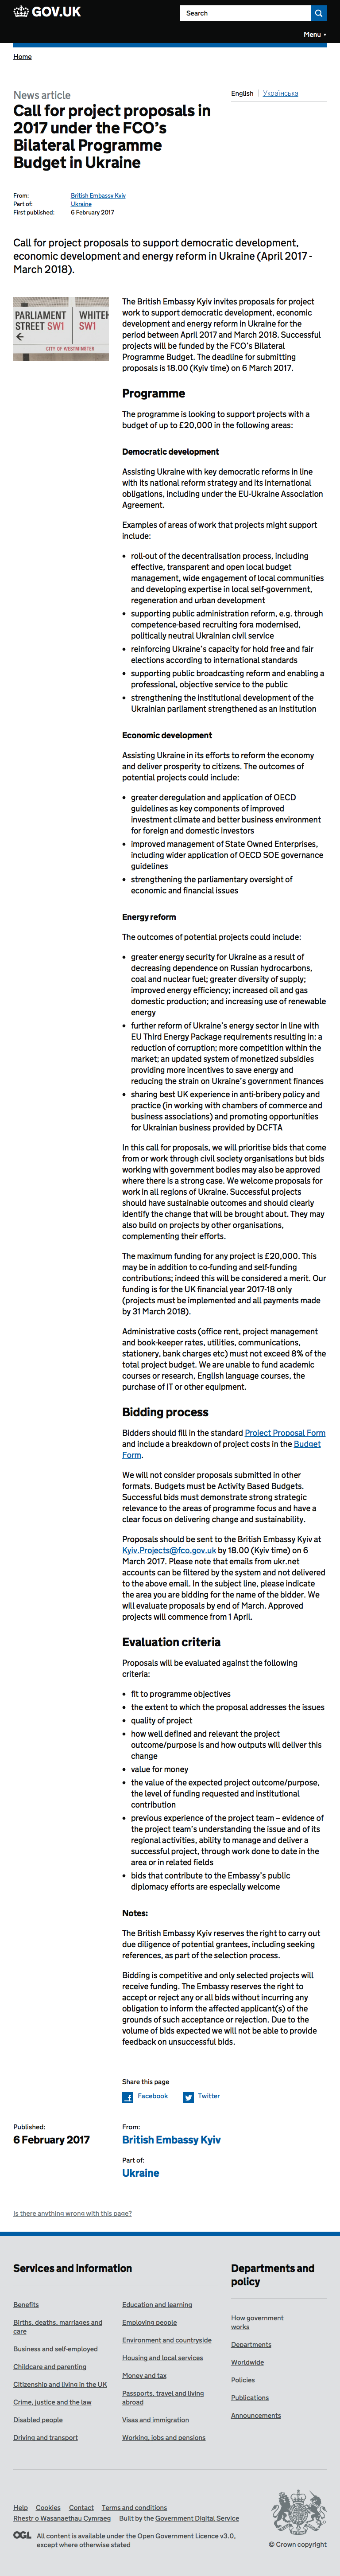 GOV.UK
Search
Menu ▾
Home
News article
English
Українська
Call for project proposals in
2017 under the FCO’s
Bilateral Programme
Budget in Ukraine
From: British Embassy Kyiv
Part of: Ukraine
First published: 6 February 2017
Call for project proposals to support democratic development,
economic development and energy reform in Ukraine (April 2017 -
March 2018).
PARLIAMENT
STREET SW1
WHITEH
SW1
CITY OF WESTMINSTER
The British Embassy Kyiv invites proposals for project
work to support democratic development, economic
development and energy reform in Ukraine for the
period between April 2017 and March 2018. Successful
projects will be funded by the FCO’s Bilateral
Programme Budget. The deadline for submitting
proposals is 18.00 (Kyiv time) on 6 March 2017.
Programme
The programme is looking to support projects with a
budget of up to £20,000 in the following areas:
Democratic development
Assisting Ukraine with key democratic reforms in line
with its national reform strategy and its international
obligations, including under the EU-Ukraine Association
Agreement.
Examples of areas of work that projects might support
include:
• roll-out of the decentralisation process, including
effective, transparent and open local budget
management, wide engagement of local communities
and developing expertise in local self-government,
regeneration and urban development
• supporting public administration reform, e.g. through
competence-based recruiting fora modernised,
politically neutral Ukrainian civil service
• reinforcing Ukraine’s capacity for hold free and fair
elections according to international standards
• supporting public broadcasting reform and enabling a
professional, objective service to the public
• strengthening the institutional development of the
Ukrainian parliament strengthened as an institution
Economic development
Assisting Ukraine in its efforts to reform the economy
and deliver prosperity to citizens. The outcomes of
potential projects could include:
• greater deregulation and application of OECD
guidelines as key components of improved
investment climate and better business environment
for foreign and domestic investors
• improved management of State Owned Enterprises,
including wider application of OECD SOE governance
guidelines
• strengthening the parliamentary oversight of
economic and financial issues
Energy reform
The outcomes of potential projects could include:
• greater energy security for Ukraine as a result of
decreasing dependence on Russian hydrocarbons,
coal and nuclear fuel; greater diversity of supply;
improved energy efficiency; increased oil and gas
domestic production; and increasing use of renewable
energy
• further reform of Ukraine’s energy sector in line with
EU Third Energy Package requirements resulting in: a
reduction of corruption; more competition within the
market; an updated system of monetized subsidies
providing more incentives to save energy and
reducing the strain on Ukraine’s government finances
• sharing best UK experience in anti-bribery policy and
practice (in working with chambers of commerce and
business associations) and promoting opportunities
for Ukrainian business provided by DCFTA
In this call for proposals, we will prioritise bids that come
from or work through civil society organisations but bids
working with government bodies may also be approved
where there is a strong case. We welcome proposals for
work in all regions of Ukraine. Successful projects
should have sustainable outcomes and should clearly
identify the change that will be brought about. They may
also build on projects by other organisations,
complementing their efforts.
The maximum funding for any project is £20,000. This
may be in addition to co-funding and self-funding
contributions; indeed this will be considered a merit. Our
funding is for the UK financial year 2017-18 only
(projects must be implemented and all payments made
by 31 March 2018).
Administrative costs (office rent, project management
and book-keeping, project utilities, communications,
stationery, bank charges etc) must not exceed 8% of the
total project budget. We are unable to fund academic
courses or research, English language courses, the
purchase of IT or other equipment.
Bidding process
Bidders should fill in the standard Project Proposal Form
and include a breakdown of project costs in the Budget
Form.
We will not consider proposals submitted in other
formats. Budgets must be Activity Based Budgets.
Successful bids must demonstrate strong strategic
relevance to the areas of programme focus and have a
clear focus on delivering change and sustainability.
Proposals should be sent to the British Embassy Kyiv at
Kyiv.Projects@fco.gov.uk by 18.00 (Kyiv time) on 6
March 2017. Please note that emails from ukr.net
accounts can be filtered by the system and not delivered
to the above email. In the subject line, please indicate
the area you are bidding for and the name of the bidder. We
will evaluate proposals by end of March. Approved
projects will commence from 1 April.
Evaluation criteria
Proposals will be evaluated against the following
criteria:
• fit to programme objectives
• the extent to which the proposal addresses the issues
• quality of project
• how well defined and relevant the project
outcome/purpose is and how outputs will deliver this
change
• value for money
• the value of the expected project outcome/purpose,
the level of funding requested and institutional
contribution
• previous experience of the project team – evidence of
the project team’s understanding the issue and of its
regional activities, ability to manage and deliver a
successful project, through work done to date in the
area or in related fields
• bids that contribute to the Embassy’s public
diplomacy efforts are especially welcome
Notes:
The British Embassy Kyiv reserves the right to carry out
due diligence of potential grantees, including seeking
references, as part of the selection process.
Bidding is competitive and only selected projects will
receive funding. The Embassy reserves the right to
accept or reject any or all bids without incurring any
obligation to inform the affected applicant(s) of the
grounds of such acceptance or rejection. Due to the
volume of bids expected we will not be able to provide
feedback on unsuccessful bids.
Share this page
Facebook
Twitter
Published:
6 February 2017
From:
British Embassy Kyiv
Part of:
Ukraine
Is there anything wrong with this page?
Services and information
Benefits
Births, deaths, marriages and
care
Business and self-employed
Childcare and parenting
Citizenship and living in the UK
Crime, justice and the law
Disabled people
Driving and transport
Education and learning
Employing people
Environment and countryside
Housing and local services
Money and tax
Passports, travel and living
abroad
Visas and immigration
Working, jobs and pensions
Departments and
policy
How government
works
Departments
Worldwide
Policies
Publications
Announcements
Help Cookies Contact Terms and conditions
Rhestr o Wasanaethau Cymraeg Built by the Government Digital Service
OGL All content is available under the Open Government Licence v3.0,
except where otherwise stated
© Crown copyright